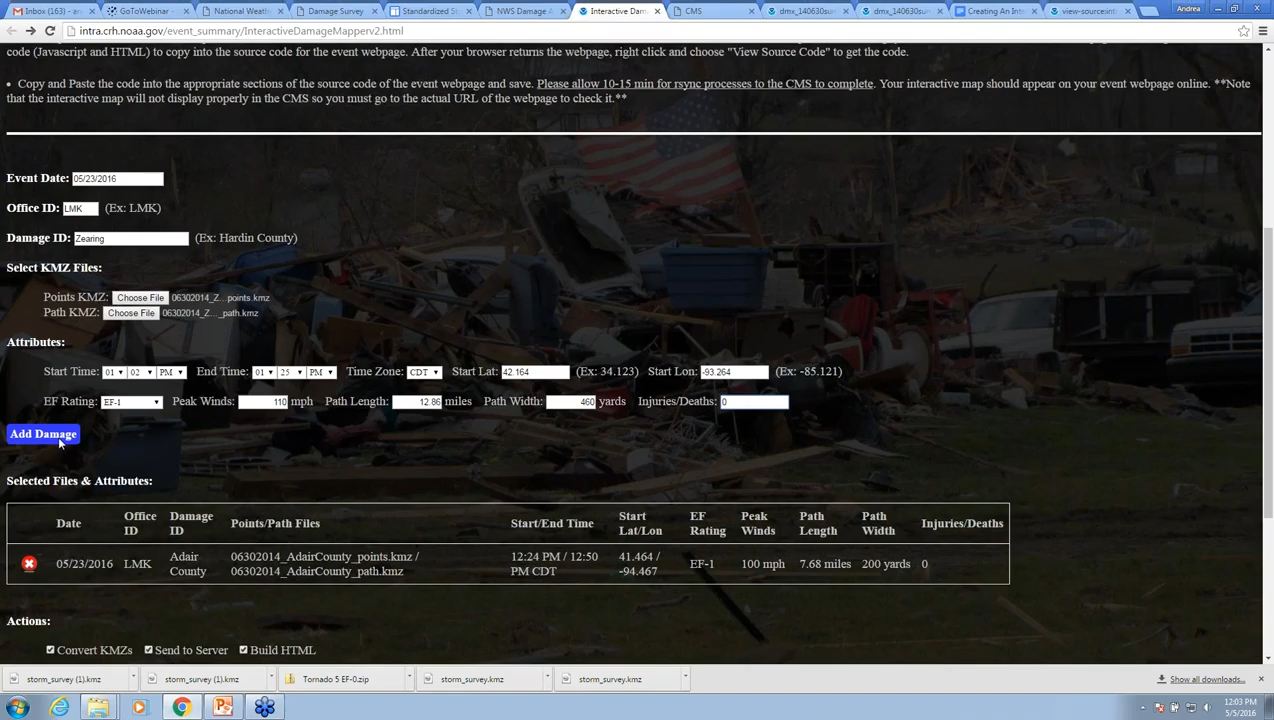 Inbox (163) - an
GoToWebinar -
National Weathe
Damage Survey
Standardized St
NWS Damage A
Interactive Dam
CMS
dmx_140630sum
dmx_140630sum
Creating An Inte
view-source:intr
Andrea
intra.crh.noaa.gov/event_summary/InteractiveDamageMapperv2.html
code (Javascript and HTML) to copy into the source code for the event webpage. After your browser returns the webpage, right click and choose "View Source Code" to get the code.
• Copy and Paste the code into the appropriate sections of the source code of the event webpage and save. Please allow 10-15 min for rsync processes to the CMS to complete. Your interactive map should appear on your event webpage online. **Note
that the interactive map will not display properly in the CMS so you must go to the actual URL of the webpage to check it.**
Event Date: 05/23/2016
Office ID: LMK (Ex: LMK)
Damage ID: Zearing (Ex: Hardin County)
Select KMZ Files:
Points KMZ: Choose File 06302014_Z...points.kmz
Path KMZ: Choose File 06302014_Z..._path.kmz
Attributes:
Start Time: 01 02 PM End Time: 01 25 PM Time Zone: CDT Start Lat: 42.164 (Ex: 34.123) Start Lon: -93.264 (Ex: -85.121)
EF Rating: EF-1 Peak Winds: 110 mph Path Length: 12.86 miles Path Width: 460 yards Injuries/Deaths: 0
Add Damage
Selected Files & Attributes:
Date Office ID Damage ID Points/Path Files Start/End Time Start Lat/Lon EF Rating Peak Winds Path Length Path Width Injuries/Deaths
05/23/2016 LMK Adair County 06302014_AdairCounty_points.kmz / 06302014_AdairCounty_path.kmz 12:24 PM / 12:50 PM CDT 41.464 / -94.467 EF-1 100 mph 7.68 miles 200 yards 0
Actions:
Convert KMZs Send to Server Build HTML
storm_survey (1).kmz
storm_survey (1).kmz
Tornado 5 EF-0.zip
storm_survey.kmz
storm_survey.kmz
Show all downloads...
12:03 PM
5/5/2016